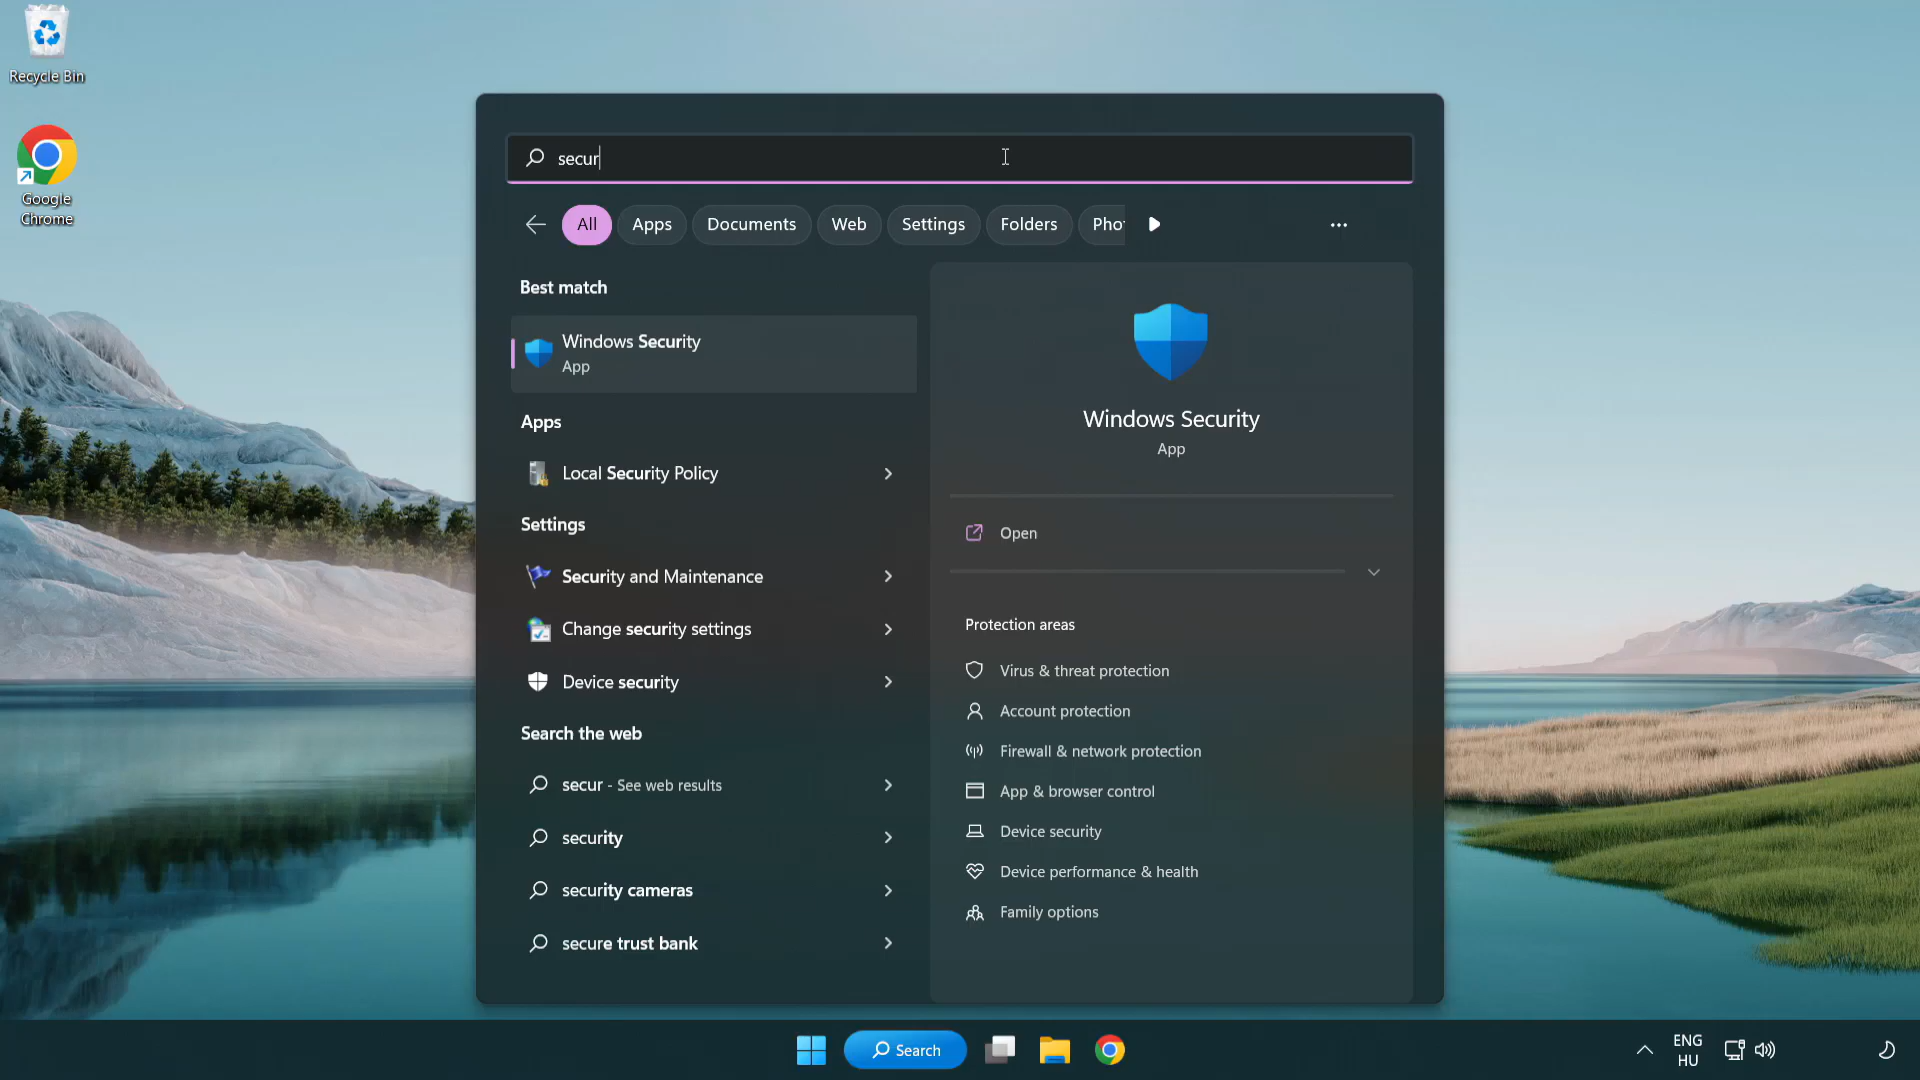 Recycle Bin
Google
Chrome
secur
All
Apps
Documents
Web
Settings
Folders
Pho
Best match
Windows Security
App
Apps
Local Security Policy
Settings
Security and Maintenance
Change security settings
Device security
Search the web
secur - See web results
security
security cameras
secure trust bank
Windows Security
App
Open
Protection areas
Virus & threat protection
Account protection
Firewall & network protection
App & browser control
Device security
Device performance & health
Family options
Search
ENG
HU